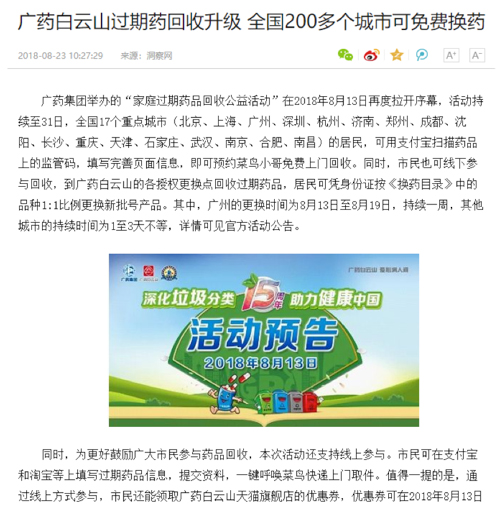 广药白云山过期药回收升级 全国200多个城市可免费换药
2018-08-23 10:27:29 来源：洞察网
A+ A-
广药集团举办的“家庭过期药品回收公益活动”在2018年8月13日再度拉开序幕，活动持
续至31日，全国17个重点城市（北京、上海、广州、深圳、杭州、济南、郑州、成都、沈
阳、长沙、重庆、天津、石家庄、武汉、南京、合肥、南昌）的居民，可用支付宝扫描药品
上的监管码，填写完善页面信息，即可预约菜鸟小哥免费上门回收。同时，市民也可线下参
与回收，到广药白云山的各授权更换点回收过期药品，居民可凭身份证按《换药目录》中的
品种1:1比例更换新批号产品。其中，广州的更换时间为8月13日至8月19日，持续一周，其他
城市的持续时间为1至3天不等，详情可见官方活动公告。
广药白云山 爱心满人间
深化垃圾分类 15周年 助力健康中国
活动预告
2018年8月13日
同时，为更好鼓励广大市民参与药品回收，本次活动还支持线上参与。市民可在支付宝
和淘宝等上填写过期药品信息，提交资料，一键呼唤菜鸟快递上门取件。值得一提的是，通
过线上方式参与，市民还能领取广药白云山天猫旗舰店的优惠券，优惠券可在2018年8月13日